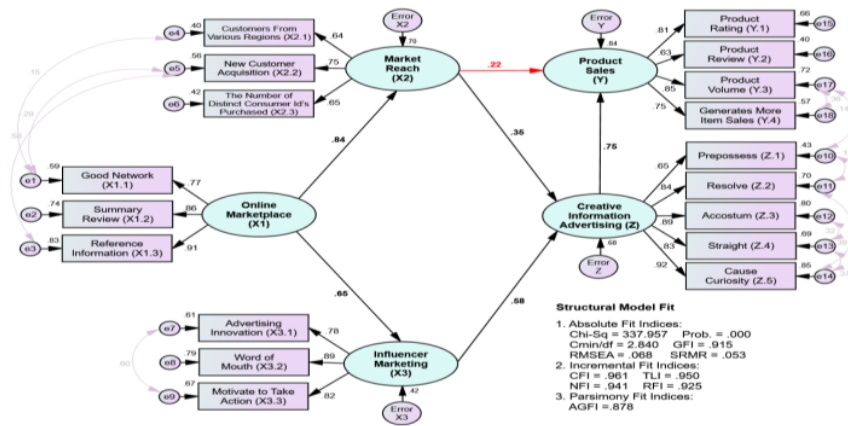 Error
X2
.70
Error
Y
.84
e4
.40
Customers From
Various Regions (X2.1)
.64
e5
.56
New Customer
Acquisition (X2.2)
.75
e6
.42
The Number of
Distinct Consumer Id's
Purchased (X2.3)
.65
Market
Reach
(X2)
.22
Product
Sales
(Y)
.81
Product
Rating (Y.1)
.66
e15
.63
Product
Review (Y.2)
.40
e16
.85
Product
Volume (Y.3)
.72
e17
.75
Generates More
Item Sales (Y.4)
.57
e18
.84
.35
.75
e1
.59
Good Network
(X1.1)
.77
e2
.74
Summary
Review (X1.2)
.86
e3
.83
Reference
Information (X1.3)
.91
Online
Marketplace
(X1)
Creative
Information
Advertising (Z)
.65
Prepossess (Z.1)
.43
e10
.84
Resolve (Z.2)
.70
e11
.89
Accostum (Z.3)
.80
e12
.83
Straight (Z.4)
.69
e13
.92
Cause
Curiosity (Z.5)
.85
e14
.68
Error
Z
.65
.58
e7
.61
Advertising
Innovation (X3.1)
.78
e8
.79
Word of
Mouth (X3.2)
.89
e9
.67
Motivate to Take
Action (X3.3)
.82
Influencer
Marketing
(X3)
.42
Error
X3
Structural Model Fit
1. Absolute Fit Indices:
Chi-Sq = 337.957 Prob. = .000
Cmin/df = 2.840 GFI = .915
RMSEA = .068 SRMR = .053
2. Incremental Fit Indices:
CFI = .961 TLI = .950
NFI = .941 RFI = .925
3. Parsimony Fit Indices:
AGFI =.878